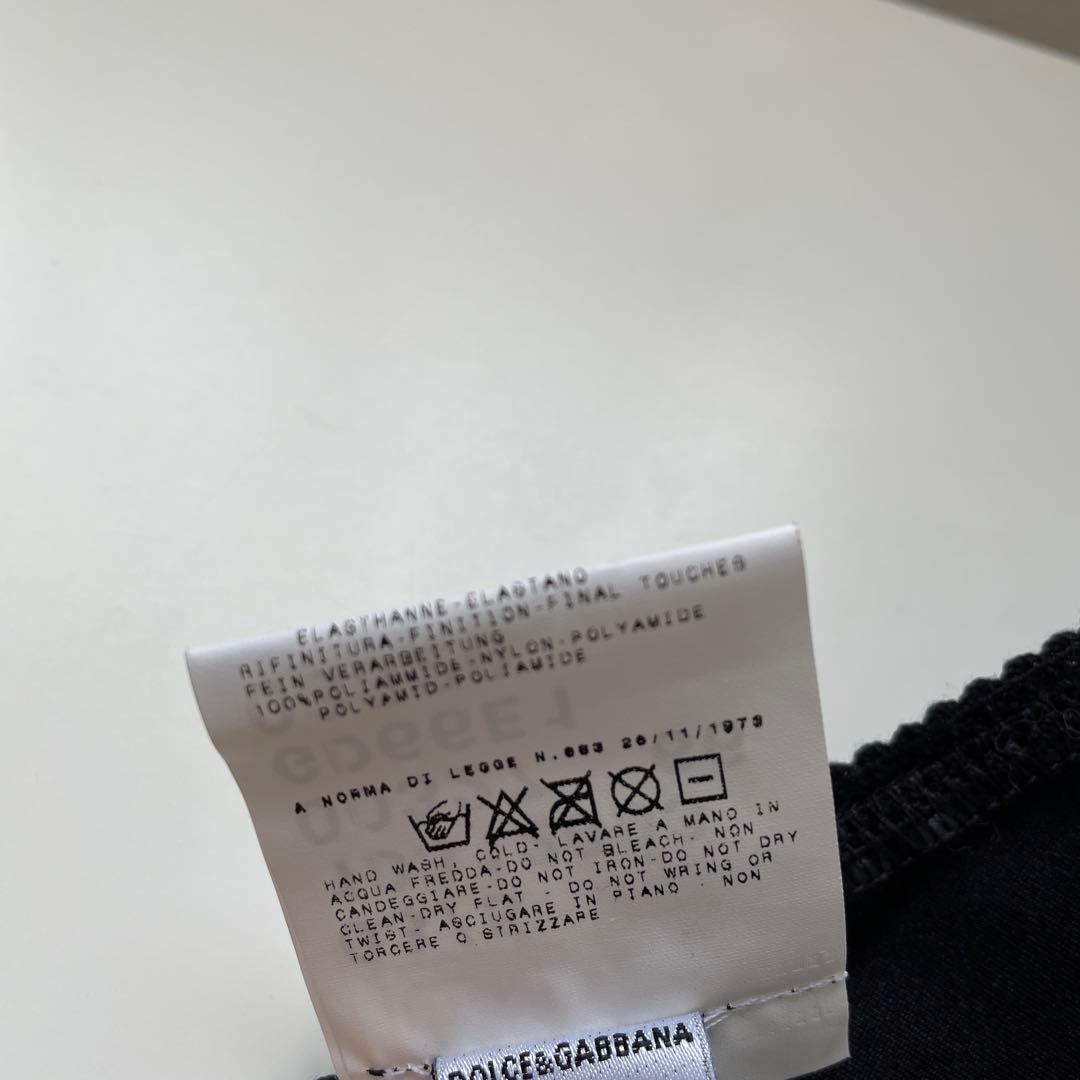 ELASTHANNE-ELASTANO
RIFINITURA-FINITION-FINAL TOUCHES
FEIN VERARBEITUNG
100%POLIAMMIDE-NYLON-POLYAMIDE
POLYAMID-POLIAMIDE
GD66E1
A NORMA DI LEGGE N.883 26/11/1973
HAND WASH, COLD- LAVARE A MANO IN
ACQUA FREDDA-DO NOT BLEACH- NON
CANDEGGIARE-DO NOT IRON-DO NOT DRY
CLEAN-DRY FLAT - DO NOT WRING OR
TWIST- ASCIUGARE IN PIANO - NON
TORCERE O STRIZZARE
DOLCE&GABBANA